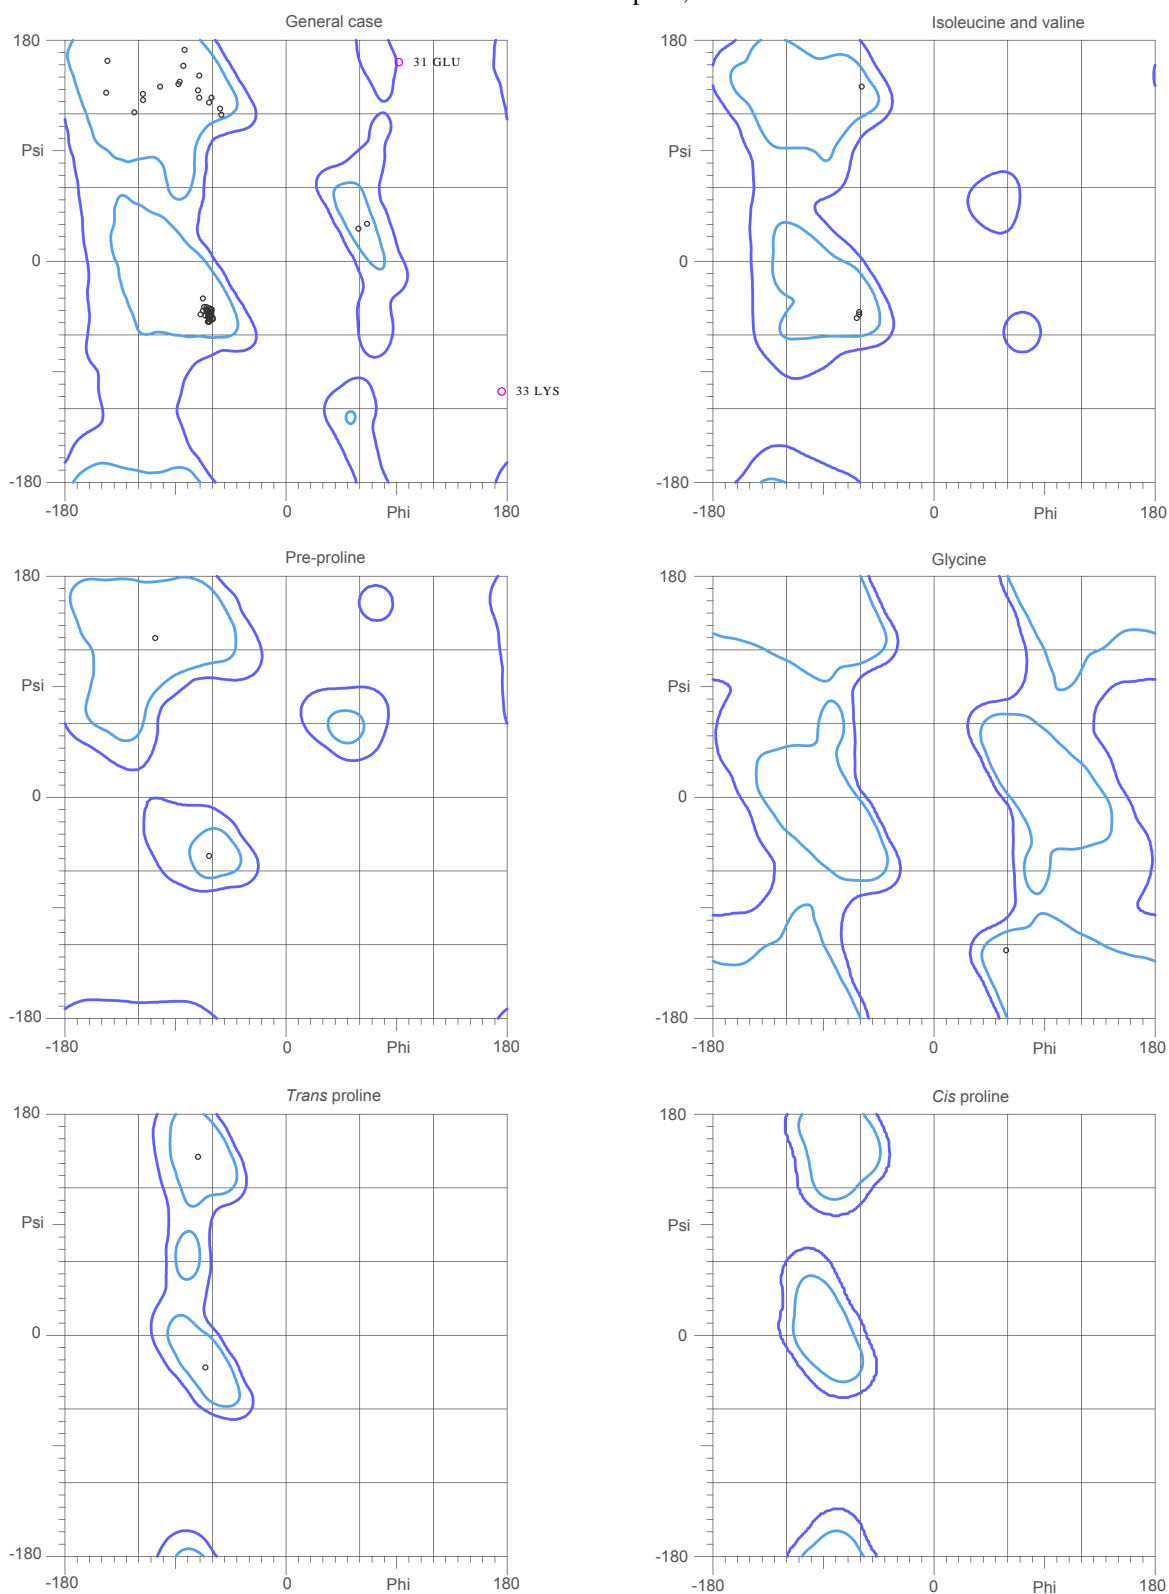 General case
Isoleucine and valine
180
Psi
0
-180
-180
0
Phi
180
31 GLU
33 LYS
180
Psi
0
-180
-180
0
Phi
180
Pre-proline
Glycine
180
Psi
0
-180
-180
0
Phi
180
180
Psi
0
-180
-180
0
Phi
180
Trans proline
Cis proline
180
Psi
0
-180
-180
0
Phi
180
180
Psi
0
-180
-180
0
Phi
180